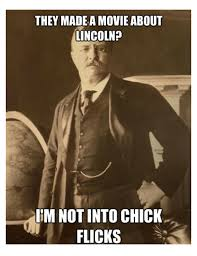 THEY MADE A MOVIE ABOUT
LINCOLN?
I'M NOT INTO CHICK
FLICKS